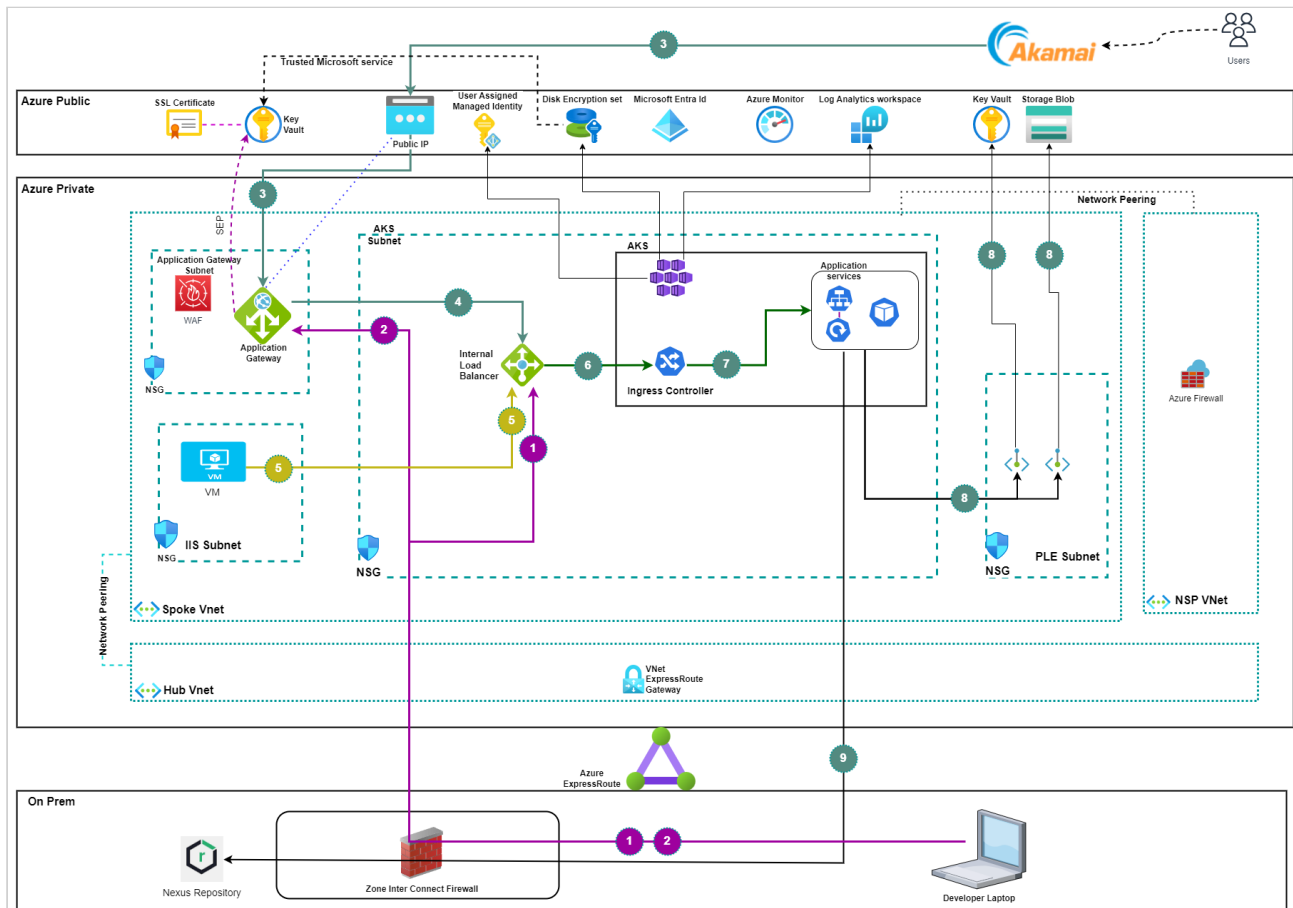 3
Akamai
Users
Trusted Microsoft service
Azure Public
SSL Certificate
Key
Vault
Public IP
User Assigned
Managed Identity
Disk Encryption set
Microsoft Entra Id
Azure Monitor
Log Analytics workspace
Key Vault
Storage Blob
Azure Private
3
Network Peering
SEP
AKS
Subnet
AKS
Application Gateway
Subnet
WAF
Application
Gateway
NSG
4
2
Internal
Load
Balancer
6
Ingress Controller
7
Application
services
8
8
Azure Firewall
5
1
VM
VM
5
8
IIS Subnet
NSG
NSG
PLE Subnet
NSG
Network Peering
Spoke Vnet
NSP VNet
Hub Vnet
VNet
ExpressRoute
Gateway
Azure
ExpressRoute
9
On Prem
1
2
r
Nexus Repository
Zone Inter Connect Firewall
Developer Laptop